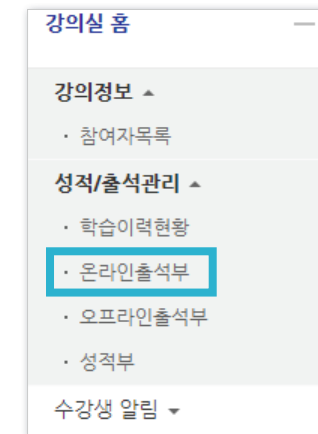 강의실 홈
강의정보 ▲
· 참여자목록
성적/출석관리 ▲
· 학습이력현황
· 온라인출석부
· 오프라인출석부
· 성적부
수강생 알림 ▼